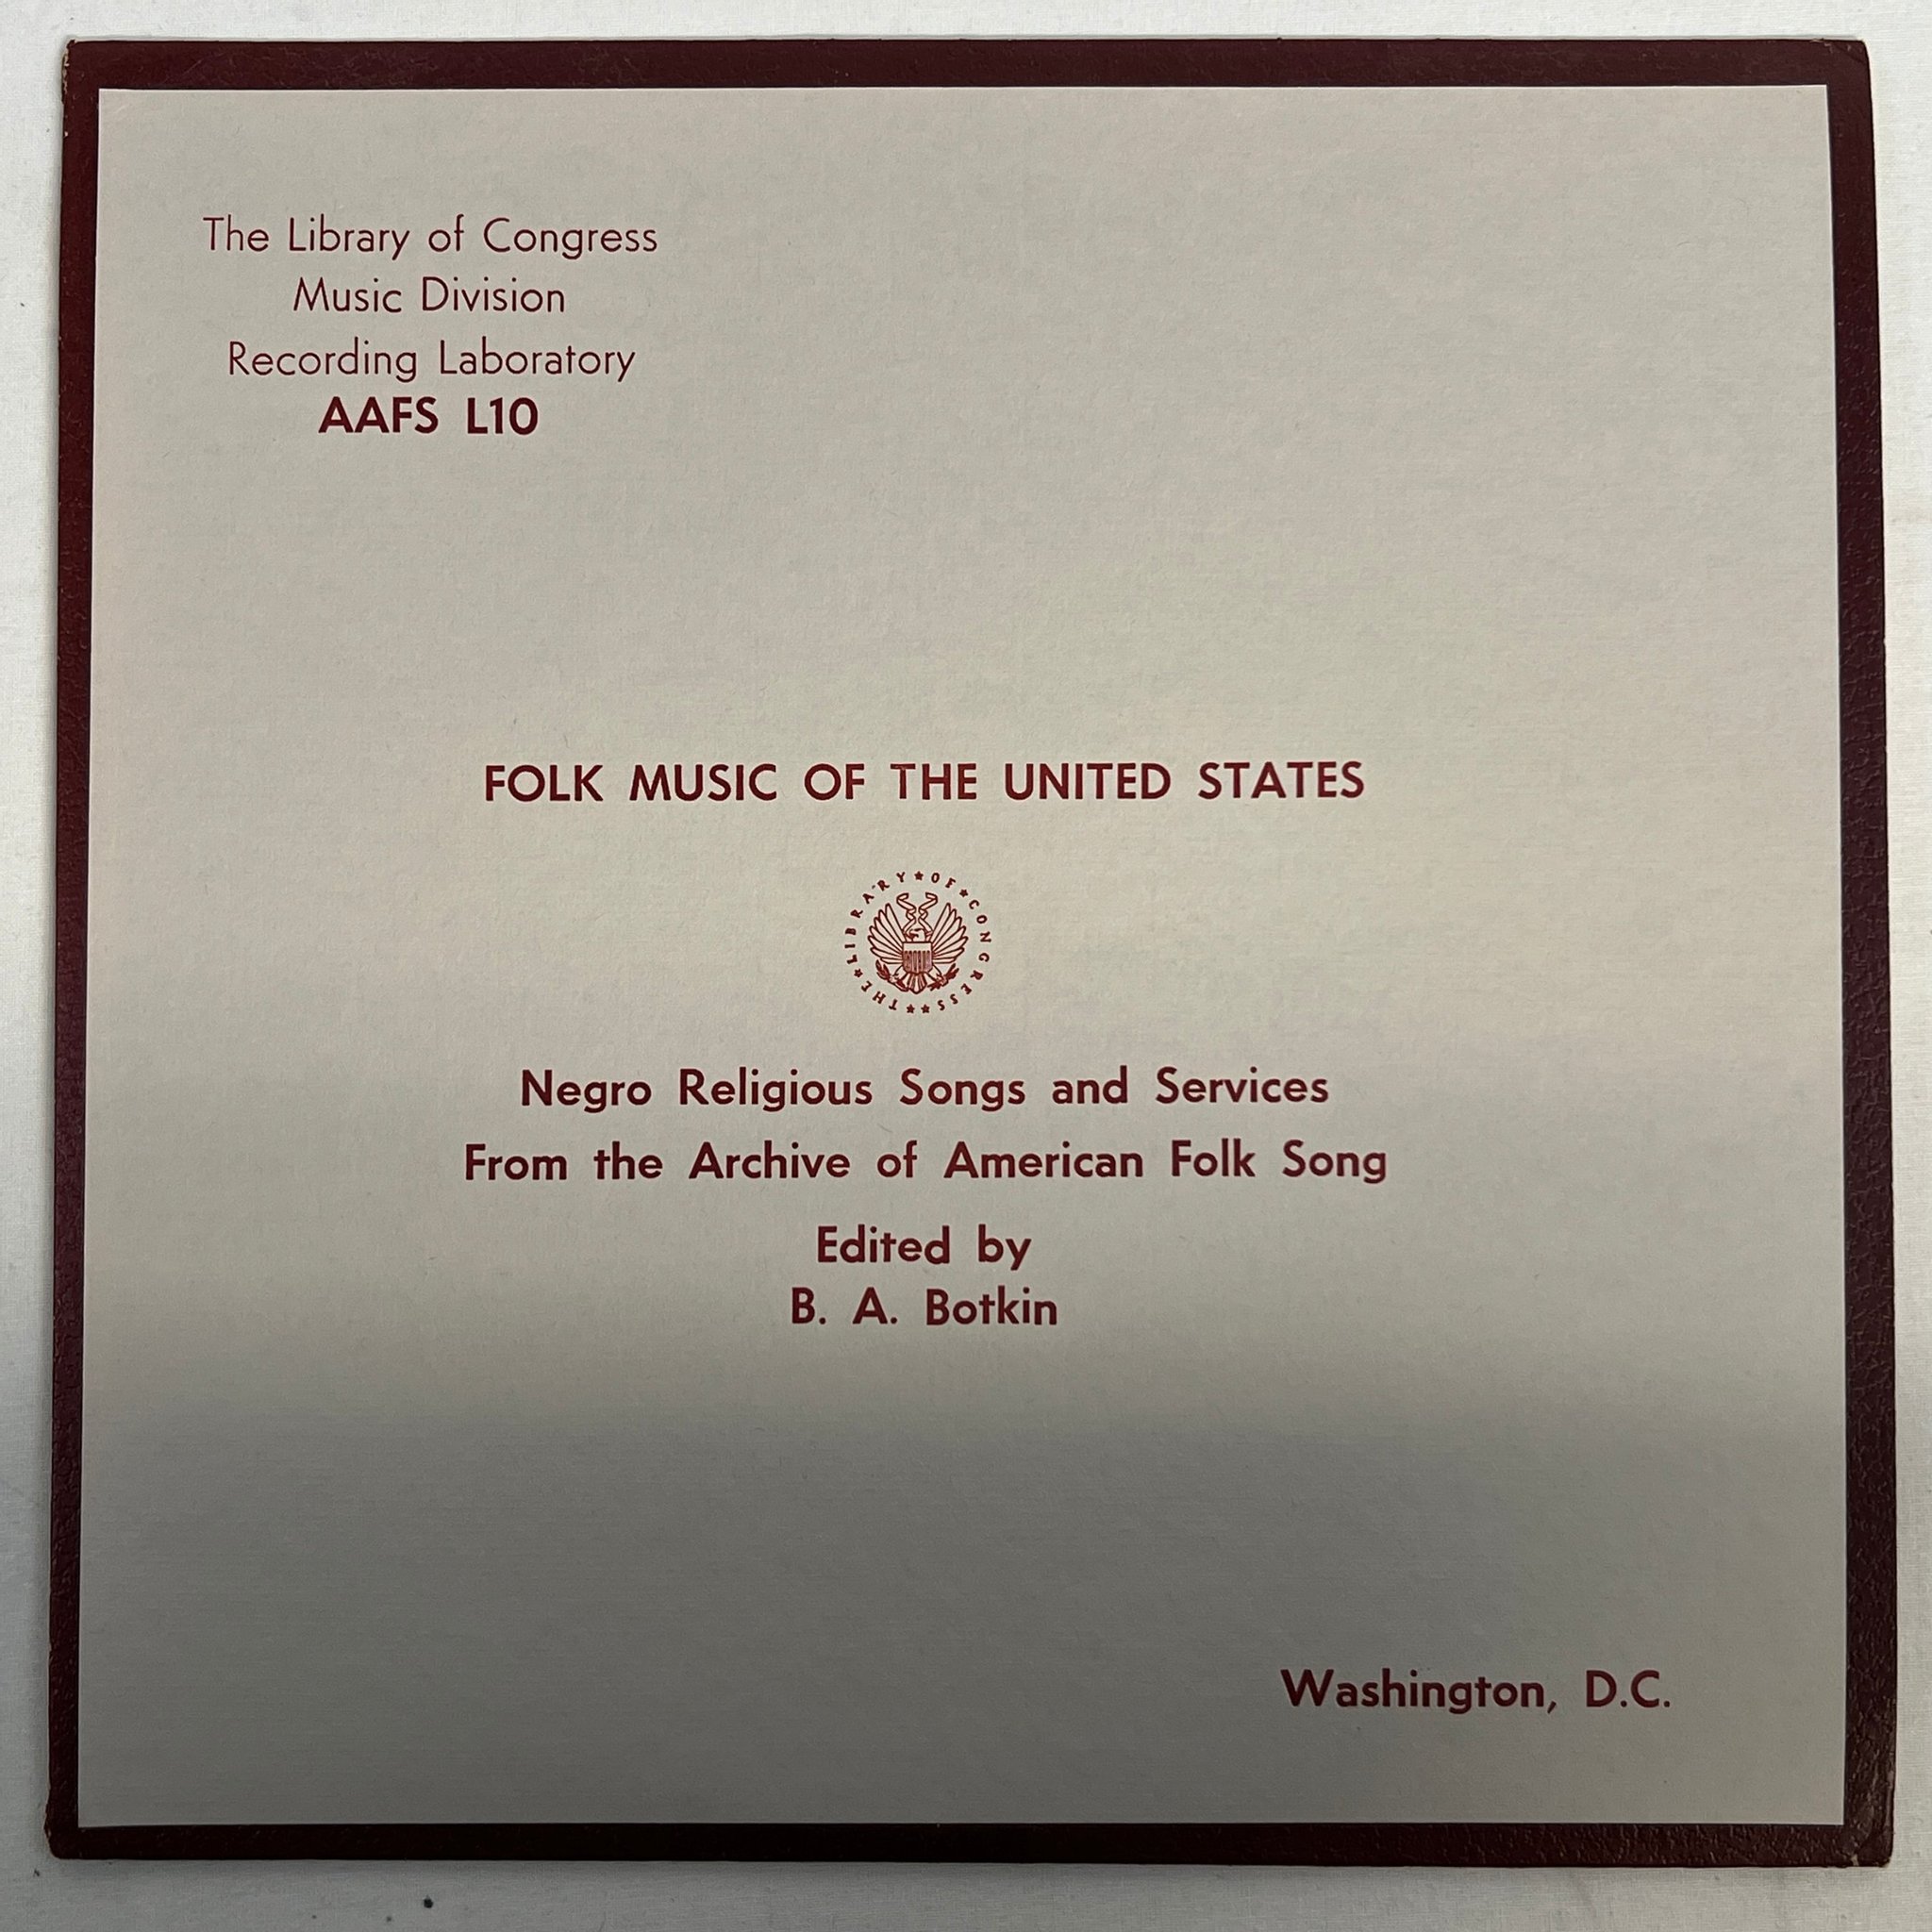 The Library of Congress
Music Division
Recording Laboratory
AAFS L10
FOLK MUSIC OF THE UNITED STATES
THE★LIBRARY★OF★CONGRESS★★
Negro Religious Songs and Services
From the Archive of American Folk Song
Edited by
B. A. Botkin
Washington, D.C.